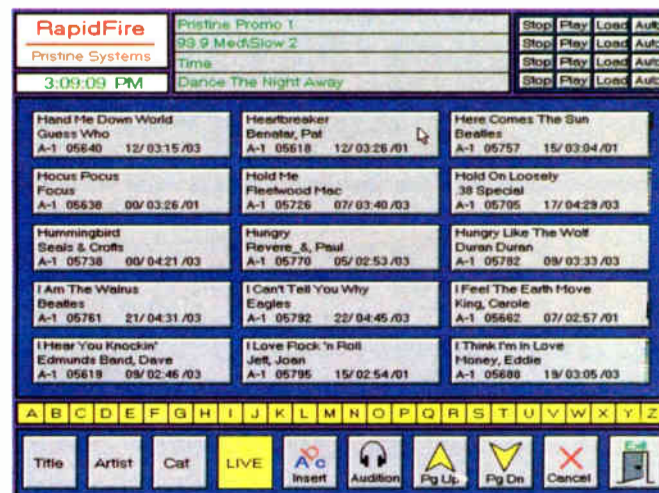 RapidFire
Pristine Systems
3:09:09 PM
Pristine Promo 1
Stop Play Load Auto
99.9 Med\Slow 2
Stop Play Load Auto
Time
Stop Play Load Auto
Dance The Night Away
Stop Play Load Auto
Hand Me Down World
Guess Who
A-1 05640 12/03:15/03
Heartbreaker
Benatar, Pat
A-1 05618 12/03:26/01
Here Comes The Sun
Beatles
A-1 05757 15/03:04/01
Hocus Pocus
Focus
A-1 05638 00/03:26/01
Hold Me
Fleetwood Mac
A-1 05726 07/03:40/03
Hold On Loosely
.38 Special
A-1 05705 17/04:29/03
Hummingbird
Seals & Crofts
A-1 05738 00/04:21/03
Hungry
Revere_&, Paul
A-1 05770 05/02:53/03
Hungry Like The Wolf
Duran Duran
A-1 05782 09/03:33/03
I Am The Walrus
Beatles
A-1 05761 21/04:31/03
I Can't Tell You Why
Eagles
A-1 05792 22/04:45/03
I Feel The Earth Move
King, Carole
A-1 05662 07/02:57/01
I Hear You Knockin'
Edmunds Band, Dave
A-1 05619 09/02:46/03
I Love Rock 'n Roll
Jett, Joan
A-1 05795 15/02:54/01
I Think I'm In Love
Money, Eddie
A-1 05680 19/03:05/03
A B C D E F G H I J K L M N O P Q R S T U V W X Y Z
Title
Artist
Cat
LIVE
Insert
Audition
Pg Up
Pg Dn
Cancel
Exit